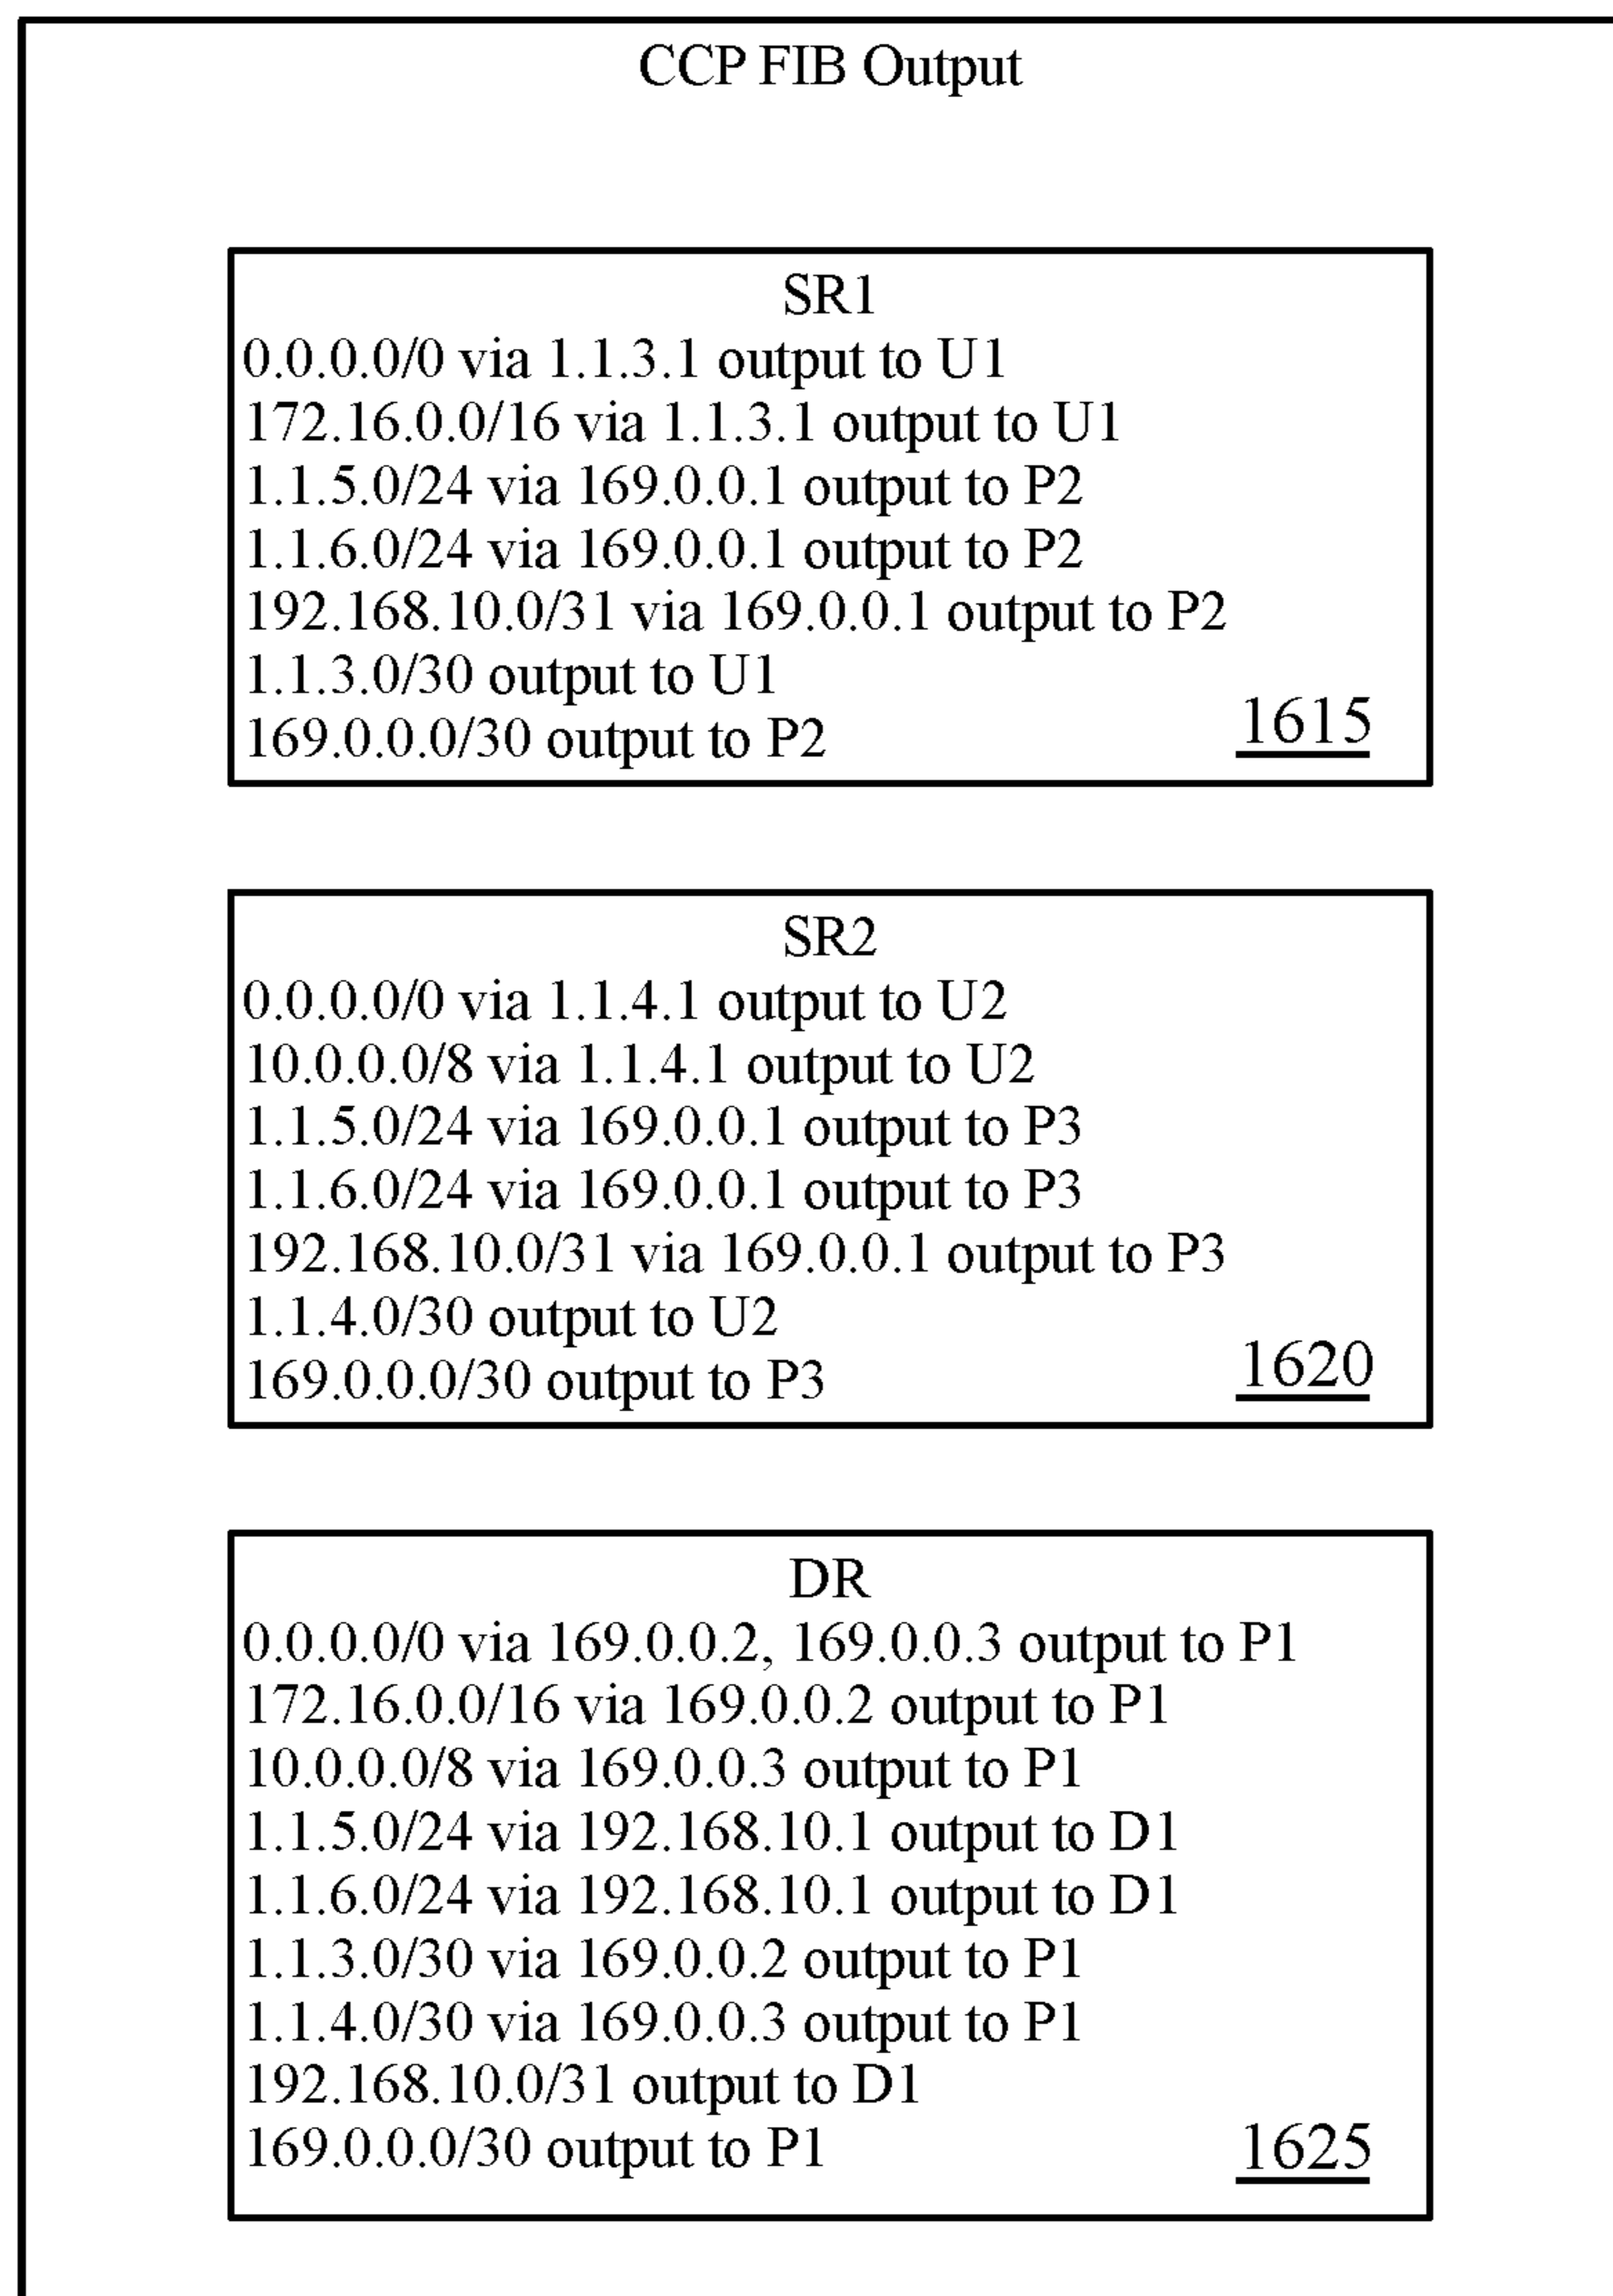 CCP FIB Output
SR1
0.0.0.0/0 via 1.1.3.1 output to U1
172.16.0.0/16 via 1.1.3.1 output to U1
1.1.5.0/24 via 169.0.0.1 output to P2
1.1.6.0/24 via 169.0.0.1 output to P2
192.168.10.0/31 via 169.0.0.1 output to P2
1.1.3.0/30 output to U1
169.0.0.0/30 output to P2
1615
SR2
0.0.0.0/0 via 1.1.4.1 output to U2
10.0.0.0/8 via 1.1.4.1 output to U2
1.1.5.0/24 via 169.0.0.1 output to P3
1.1.6.0/24 via 169.0.0.1 output to P3
192.168.10.0/31 via 169.0.0.1 output to P3
1.1.4.0/30 output to U2
169.0.0.0/30 output to P3
1620
DR
0.0.0.0/0 via 169.0.0.2, 169.0.0.3 output to P1
172.16.0.0/16 via 169.0.0.2 output to P1
10.0.0.0/8 via 169.0.0.3 output to P1
1.1.5.0/24 via 192.168.10.1 output to D1
1.1.6.0/24 via 192.168.10.1 output to D1
1.1.3.0/30 via 169.0.0.2 output to P1
1.1.4.0/30 via 169.0.0.3 output to P1
192.168.10.0/31 output to D1
169.0.0.0/30 output to P1
1625